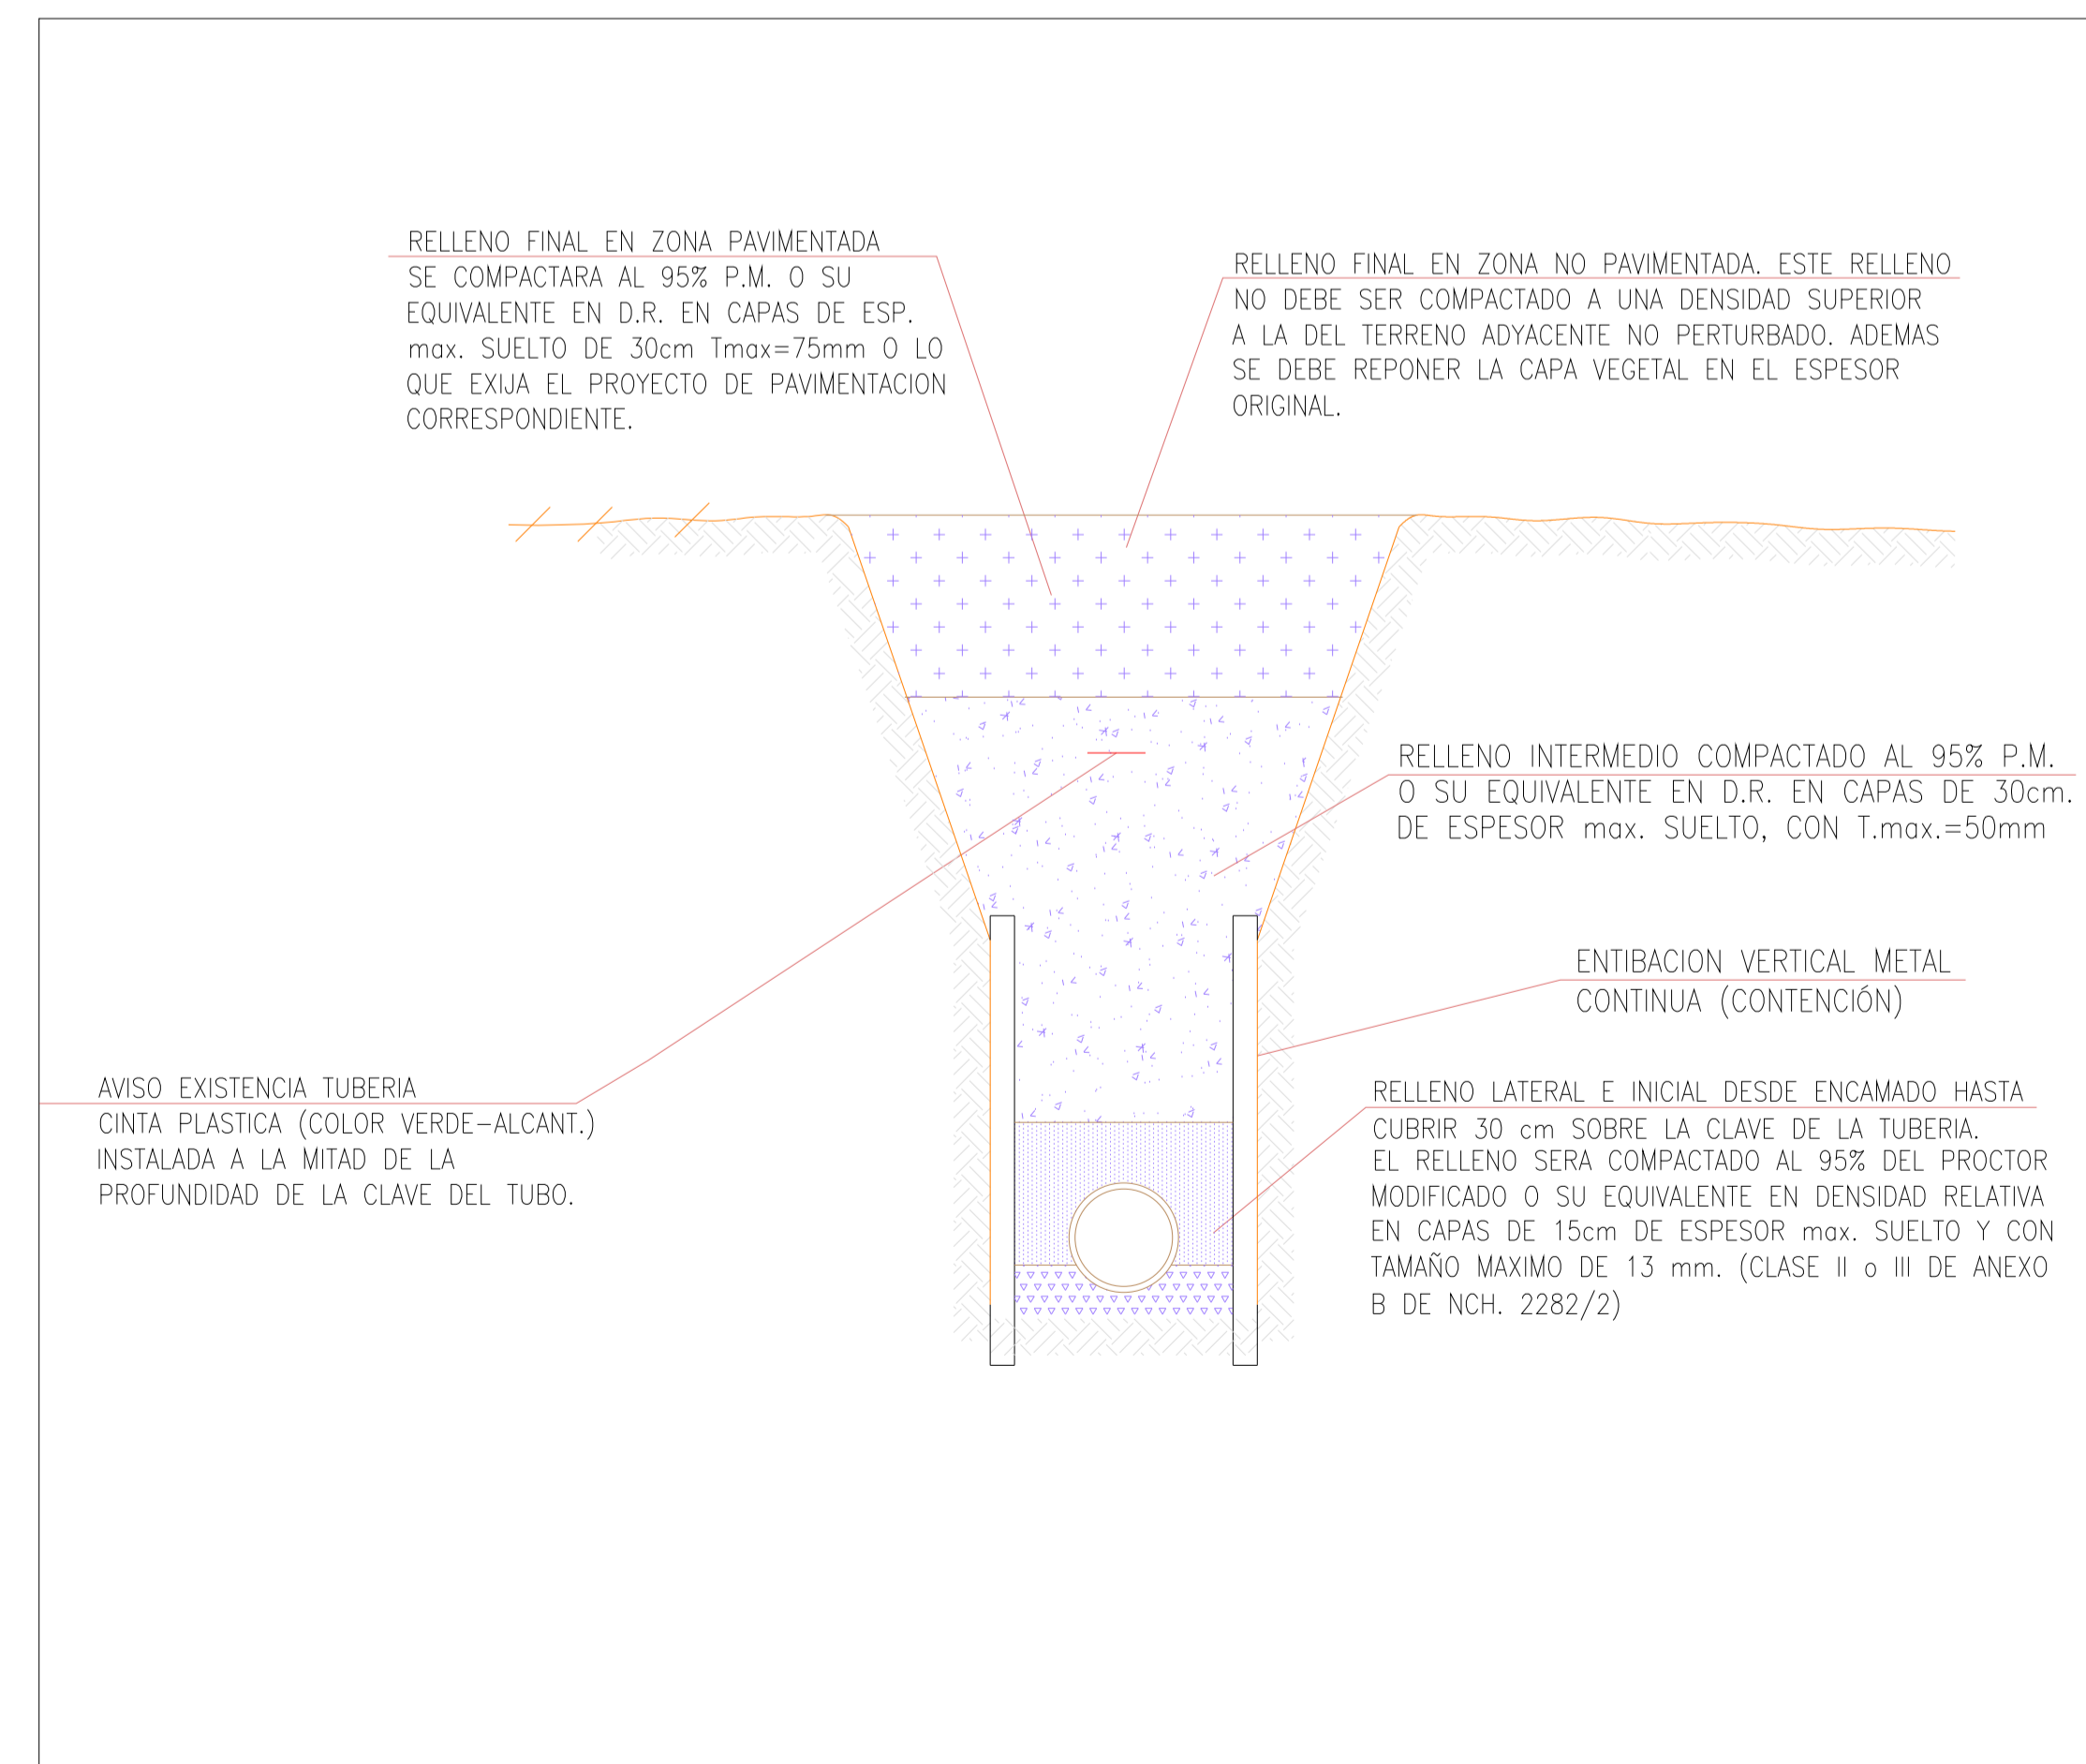 RELLENO FINAL EN ZONA PAVIMENTADA
SE COMPACTARA AL 95% P.M. O SU
EQUIVALENTE EN D.R. EN CAPAS DE ESP.
max. SUELTO DE 30cm Tmax=75mm O LO
QUE EXIJA EL PROYECTO DE PAVIMENTACION
CORRESPONDIENTE.
RELLENO FINAL EN ZONA NO PAVIMENTADA. ESTE RELLENO
NO DEBE SER COMPACTADO A UNA DENSIDAD SUPERIOR
A LA DEL TERRENO ADYACENTE NO PERTURBADO. ADEMAS
SE DEBE REPONER LA CAPA VEGETAL EN EL ESPESOR
ORIGINAL.
RELLENO INTERMEDIO COMPACTADO AL 95% P.M.
O SU EQUIVALENTE EN D.R. EN CAPAS DE 30cm.
DE ESPESOR max. SUELTO, CON T.max.=50mm
ENTIBACION VERTICAL METAL
CONTINUA (CONTENCIÓN)
AVISO EXISTENCIA TUBERIA
CINTA PLASTICA (COLOR VERDE-ALCANT.)
INSTALADA A LA MITAD DE LA
PROFUNDIDAD DE LA CLAVE DEL TUBO.
RELLENO LATERAL E INICIAL DESDE ENCAMADO HASTA
CUBRIR 30 cm SOBRE LA CLAVE DE LA TUBERIA.
EL RELLENO SERA COMPACTADO AL 95% DEL PROCTOR
MODIFICADO O SU EQUIVALENTE EN DENSIDAD RELATIVA
EN CAPAS DE 15cm DE ESPESOR max. SUELTO Y CON
TAMAÑO MAXIMO DE 13 mm. (CLASE II o III DE ANEXO
B DE NCH. 2282/2)